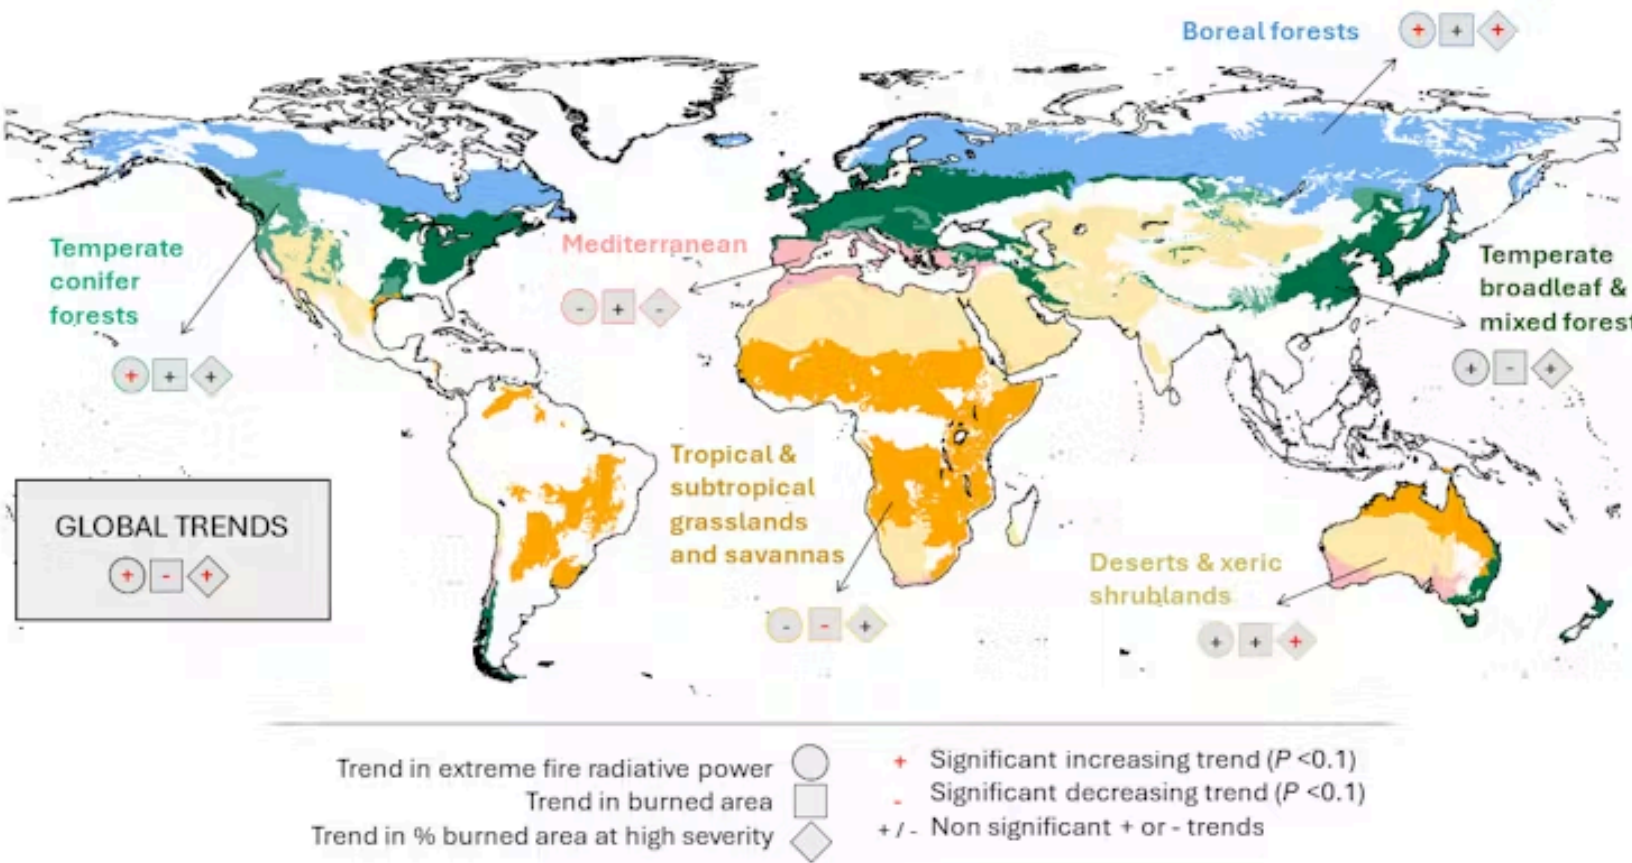 Boreal forests
+ + +
Temperate
conifer
forests
+ + +
Mediterranean
- + -
Temperate
broadleaf &
mixed forest
+ - +
Tropical &
subtropical
grasslands
and savannas
- - +
Deserts & xeric
shrublands
+ + +
GLOBAL TRENDS
+ - +
Trend in extreme fire radiative power
Trend in burned area
Trend in % burned area at high severity
+ Significant increasing trend (P <0.1)
- Significant decreasing trend (P <0.1)
+ / - Non significant + or - trends